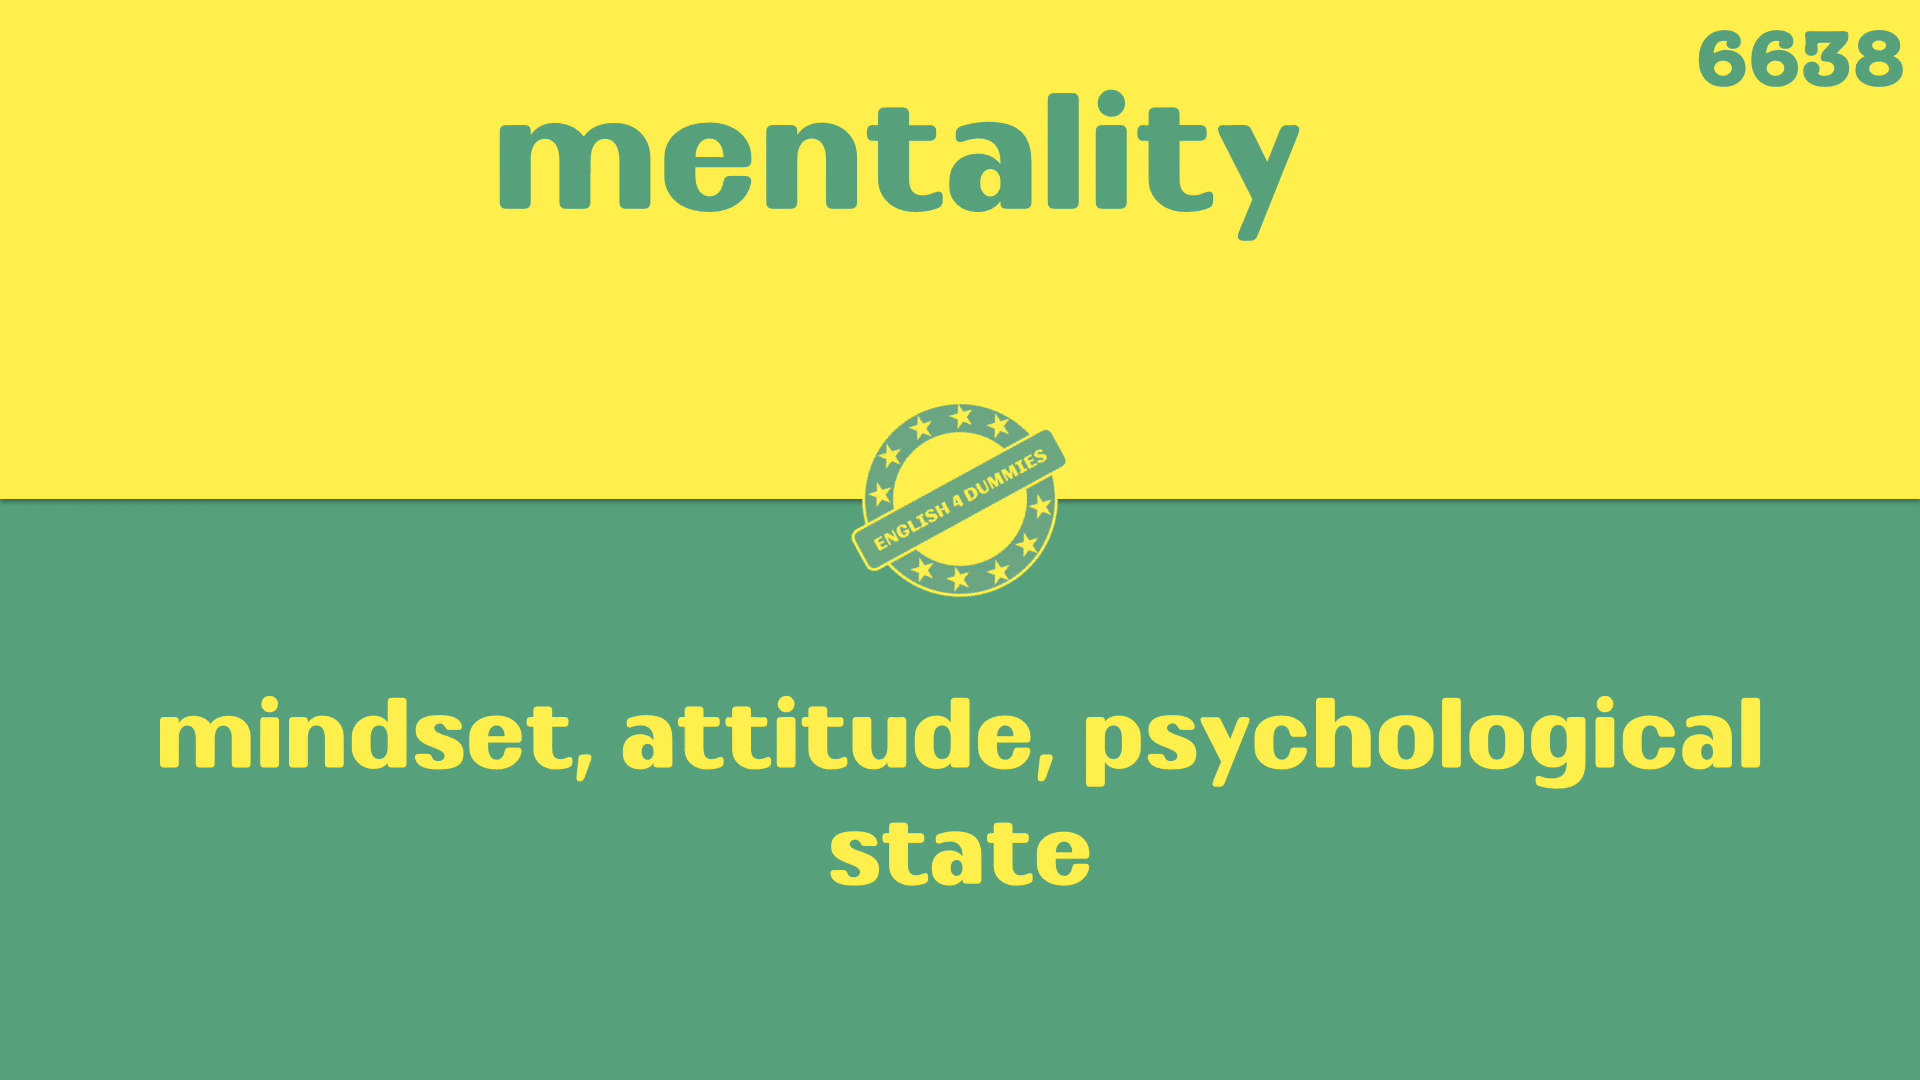 6638
mentality
ENGLISH 4 DUMMIES
mindset, attitude, psychological
state